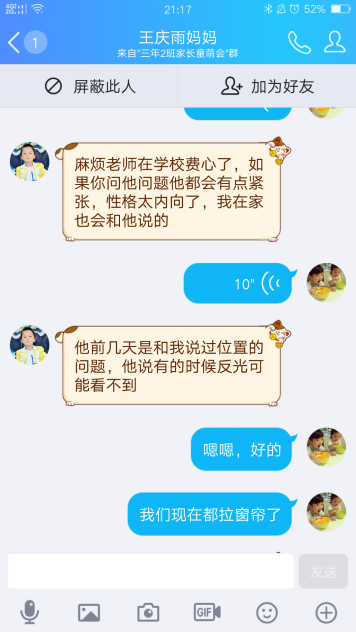 21:17
52%
1
王庆雨妈妈
来自"三年2班家长童萌会"群
屏蔽此人
加为好友
麻烦老师在学校费心了，如
果你问他问题他都会有点紧
张，性格太内向了，我在家
也会和他说的
10"
他前几天是和我说过位置的
问题，他说有的时候反光可
能看不到
嗯嗯，好的
我们现在都拉窗帘了
发送
GIF